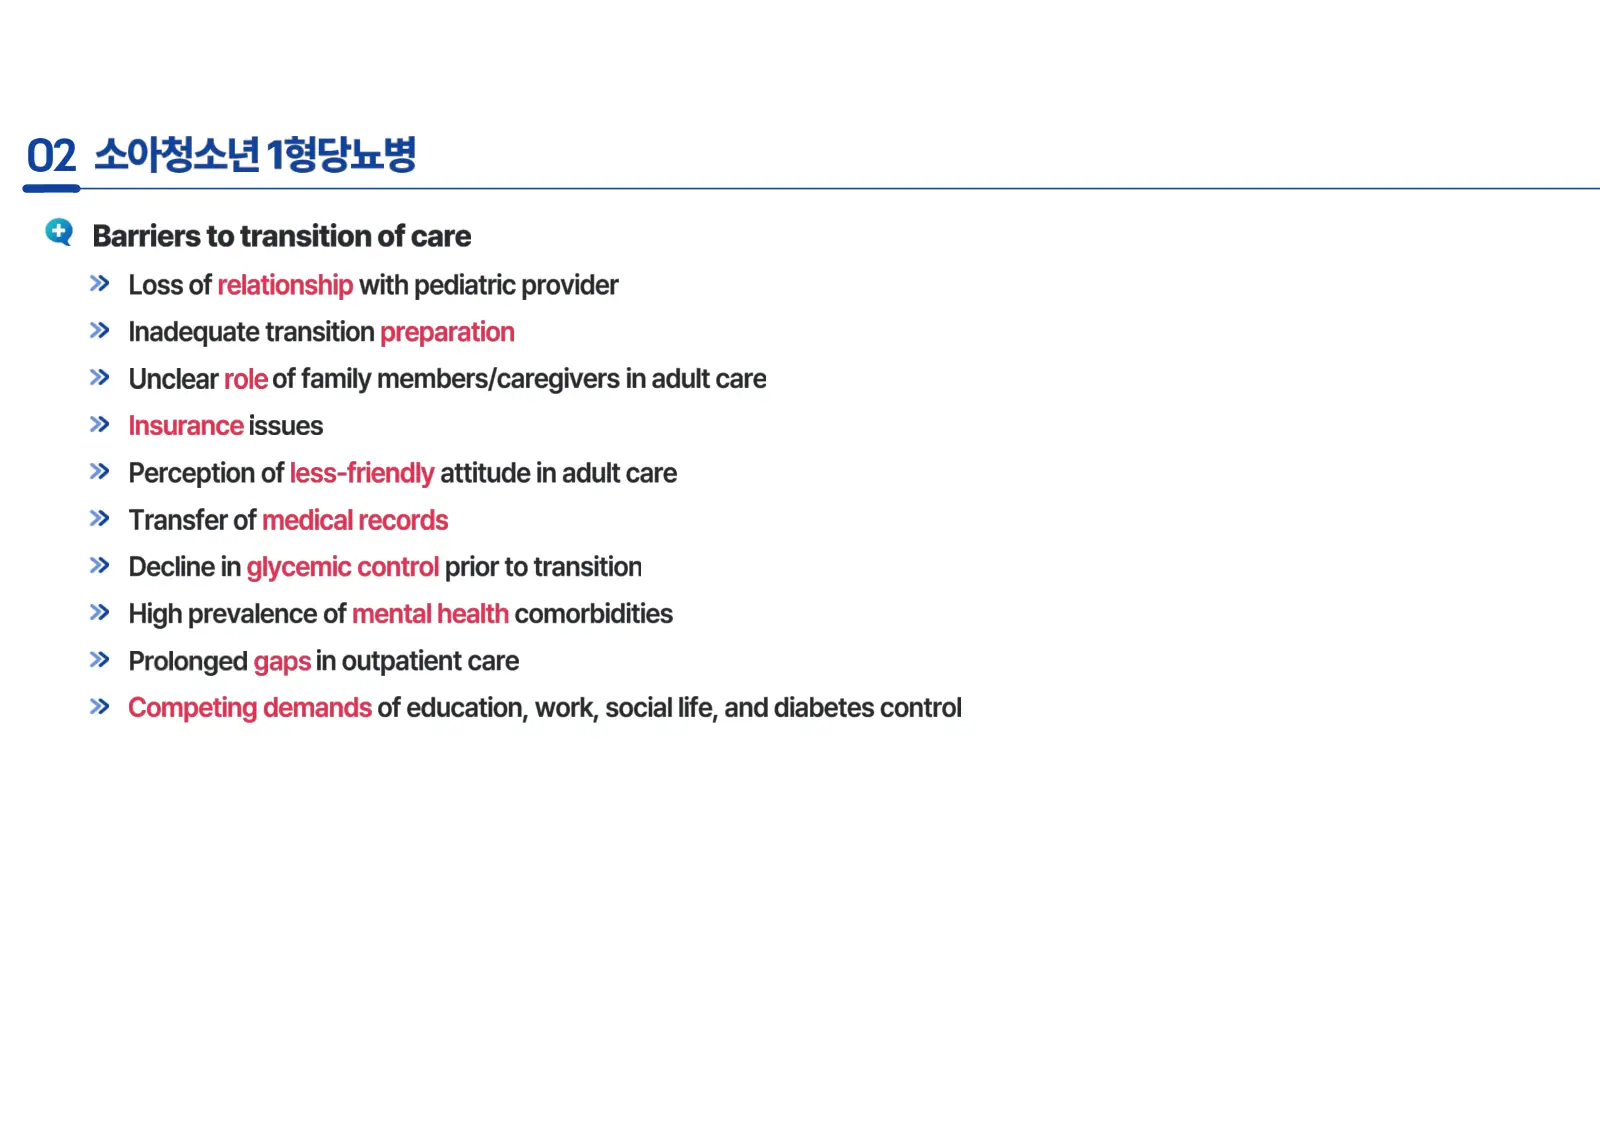 02 소아청소년 1형당뇨병
Barriers to transition of care
Loss of relationship with pediatric provider
Inadequate transition preparation
Unclear role of family members/caregivers in adult care
Insurance issues
Perception of less-friendly attitude in adult care
Transfer of medical records
Decline in glycemic control prior to transition
High prevalence of mental health comorbidities
Prolonged gaps in outpatient care
Competing demands of education, work, social life, and diabetes control